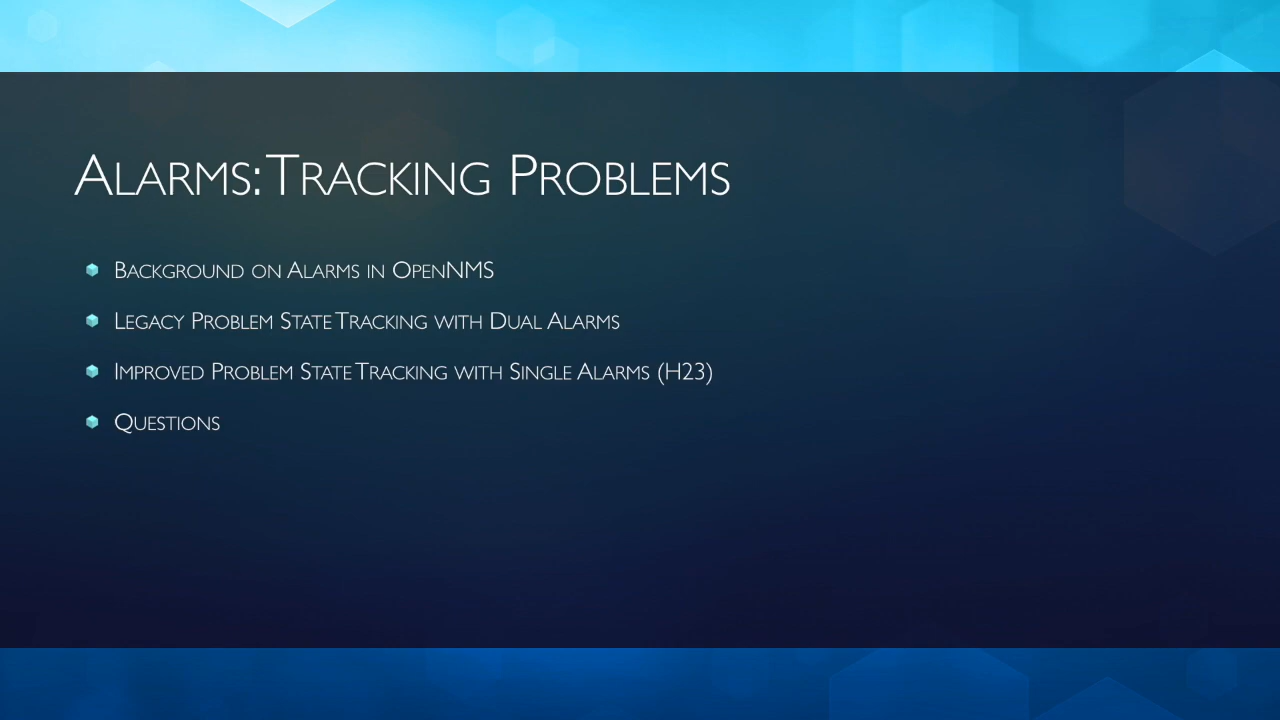 Alarms: Tracking Problems
Background on Alarms in OpenNMS
Legacy Problem State Tracking with Dual Alarms
Improved Problem State Tracking with Single Alarms (H23)
Questions